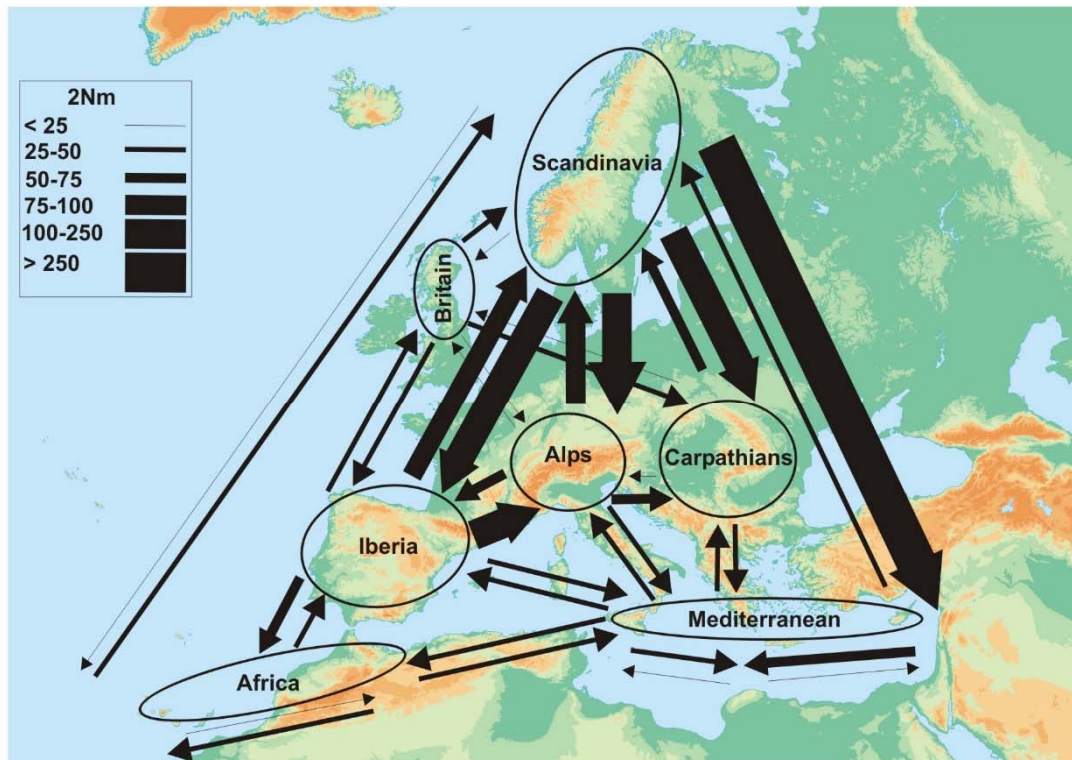 2Nm
< 25
25-50
50-75
75-100
100-250
> 250
Scandinavia
Britain
Alps
Carpathians
Iberia
Mediterranean
Africa